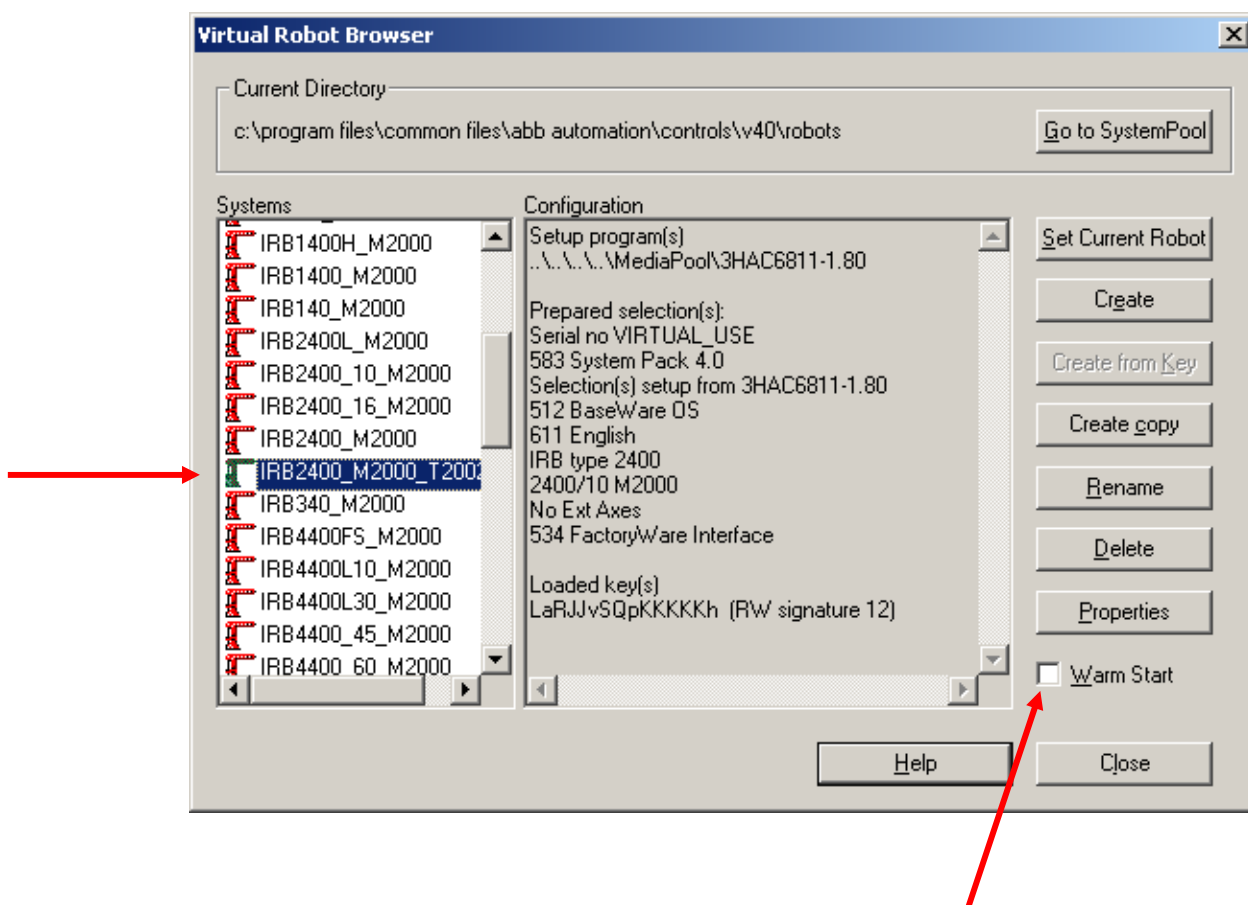 Virtual Robot Browser
Current Directory
c:\program files\common files\abb automation\controls\v40\robots
Go to SystemPool
Systems
IRB1400H_M2000
IRB1400_M2000
IRB140_M2000
IRB2400L_M2000
IRB2400_10_M2000
IRB2400_16_M2000
IRB2400_M2000
IRB2400_M2000_T200
IRB340_M2000
IRB4400FS_M2000
IRB4400L10_M2000
IRB4400L30_M2000
IRB4400_45_M2000
IRB4400_60_M2000
Configuration
Setup program(s)
..\..\..\..\MediaPool\3HAC6811-1.80
Prepared selection(s):
Serial no VIRTUAL_USE
583 System Pack 4.0
Selection(s) setup from 3HAC6811-1.80
512 BaseWare OS
611 English
IRB type 2400
2400/10 M2000
No Ext Axes
534 FactoryWare Interface
Loaded key(s)
LaRJJvSQpKKKKKh (RW signature 12)
Set Current Robot
Create
Create from Key
Create copy
Rename
Delete
Properties
Warm Start
Help
Close